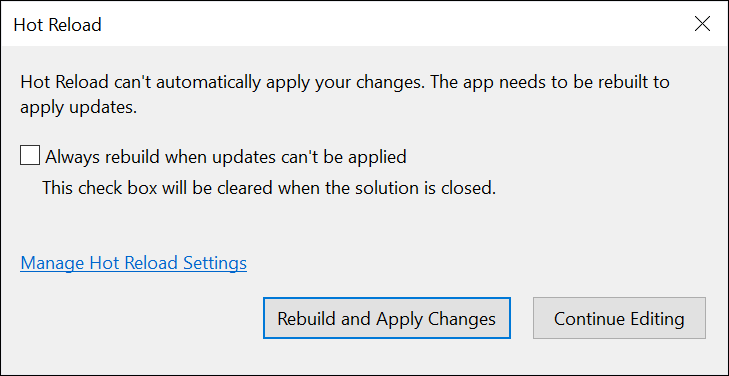 Hot Reload
Hot Reload can't automatically apply your changes. The app needs to be rebuilt to
apply updates.
Always rebuild when updates can't be applied
This check box will be cleared when the solution is closed.
Manage Hot Reload Settings
Rebuild and Apply Changes
Continue Editing